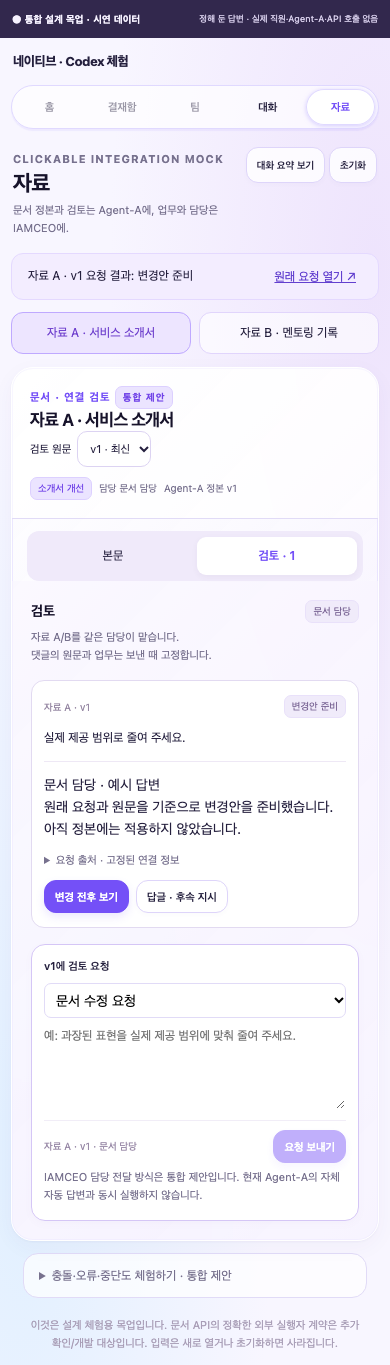 ● 통합 설계 목업 · 시연 데이터
정해 둔 답변 · 실제 직원·Agent-A·API 호출 없음
네이티브 · Codex 체험
홈
결재함
팀
대화
자료
CLICKABLE INTEGRATION MOCK
자료
대화 요약 보기
초기화
문서 정본과 검토는 Agent-A에, 업무와 담당은
IAMCEO에.
자료 A · v1 요청 결과: 변경안 준비
원래 요청 열기 ↗
자료 A · 서비스 소개서
자료 B · 멘토링 기록
문서 · 연결 검토
통합 제안
자료 A · 서비스 소개서
검토 원문
v1 · 최신
소개서 개선
담당 문서 담당
Agent-A 정본 v1
본문
검토 · 1
검토
문서 담당
자료 A/B를 같은 담당이 맡습니다.
댓글의 원문과 업무는 보낸 때 고정합니다.
자료 A · v1
변경안 준비
실제 제공 범위로 줄여 주세요.
문서 담당 · 예시 답변
원래 요청과 원문을 기준으로 변경안을 준비했습니다.
아직 정본에는 적용하지 않았습니다.
▶ 요청 출처 · 고정된 연결 정보
변경 전후 보기
답글 · 후속 지시
v1에 검토 요청
문서 수정 요청
예: 과장된 표현을 실제 제공 범위에 맞춰 줄여 주세요.
자료 A · v1 · 문서 담당
요청 보내기
IAMCEO 담당 전달 방식은 통합 제안입니다. 현재 Agent-A의 자체
자동 답변과 동시 실행하지 않습니다.
▶ 충돌·오류·중단도 체험하기 · 통합 제안
이것은 설계 체험용 목업입니다. 문서 API의 정확한 외부 실행자 계약은 추가
확인/개발 대상입니다. 입력은 새로 열거나 초기화하면 사라집니다.